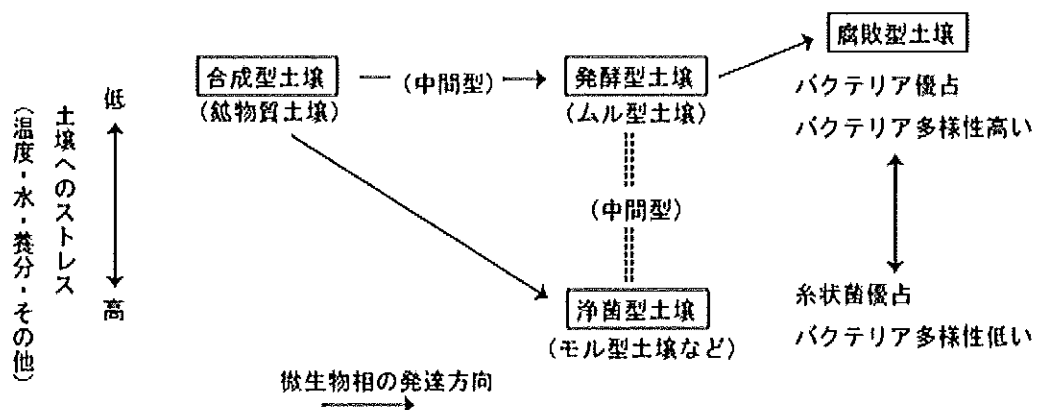 腐敗型土壌
合成型土壌 (中間型) 発酵型土壌
(鉱物質土壌) (ムル型土壌)
バクテリア優占
バクテリア多様性高い
低
土壌へのストレス
(温度・水・養分・その他)
高
(中間型)
浄菌型土壌
(モル型土壌など)
糸状菌優占
バクテリア多様性低い
微生物相の発達方向